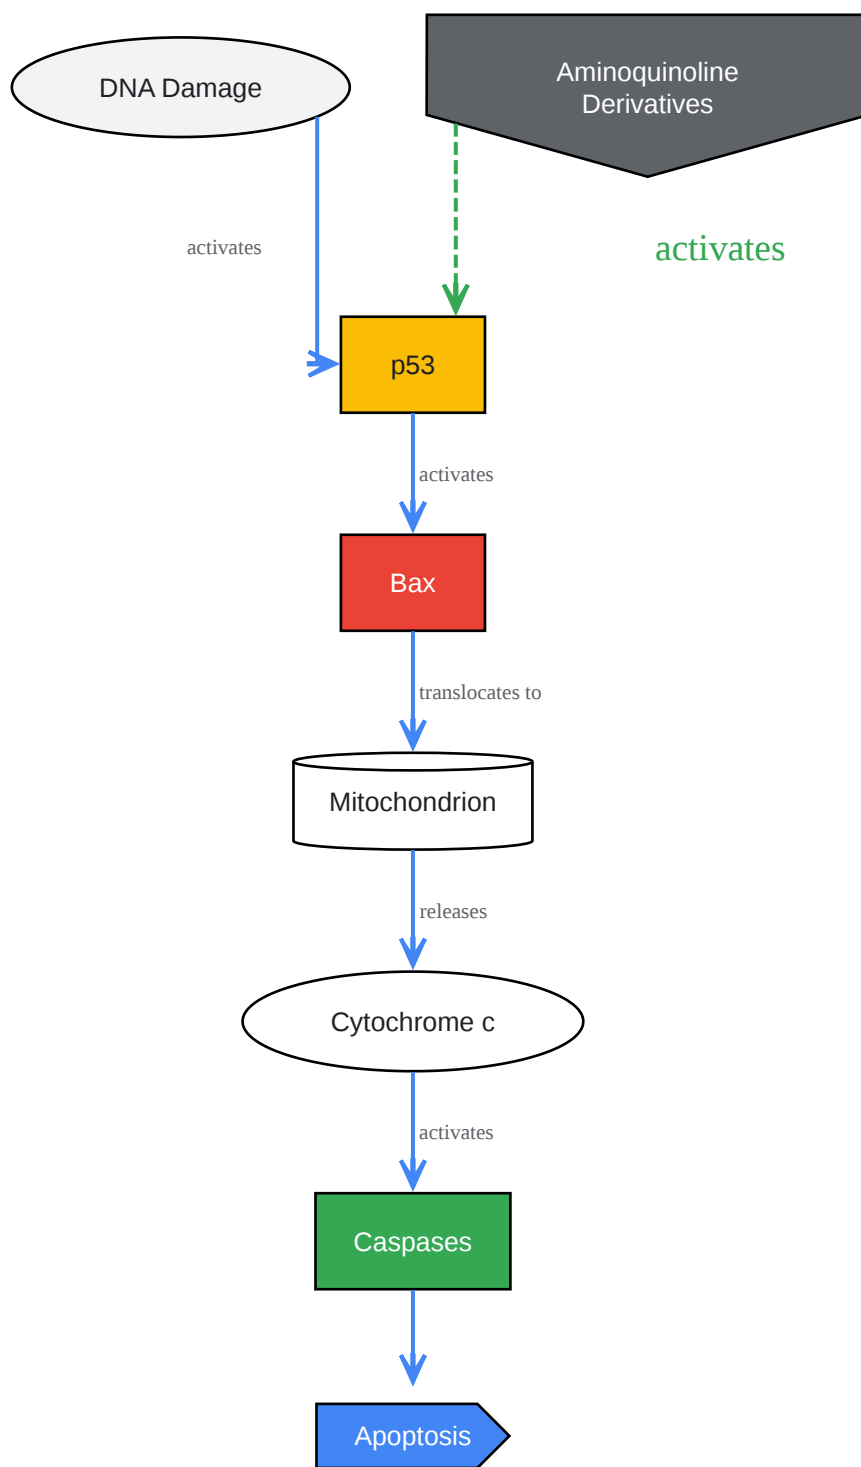 DNA Damage
Aminoquinoline
Derivatives
activates
activates
p53
activates
Bax
translocates to
Mitochondrion
releases
Cytochrome c
activates
Caspases
Apoptosis